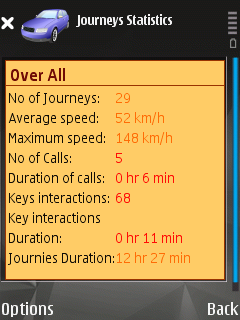 Journeys Statistics
Over All
No of Journeys: 29
Average speed: 52 km/h
Maximum speed: 148 km/h
No of Calls: 5
Duration of calls: 0 hr 6 min
Keys interactions: 68
Key interactions
Duration: 0 hr 11 min
Journies Duration: 12 hr 27 min
Options Back